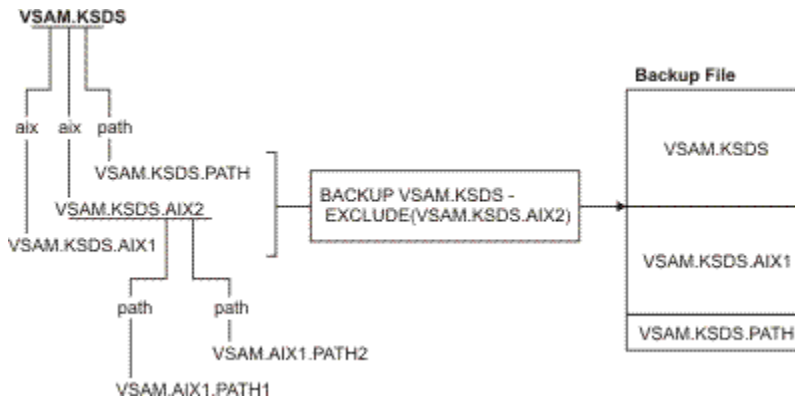 VSAM.KSDS
aix
aix
path
VSAM.KSDS.PATH
VSAM.KSDS.AIX2
VSAM.KSDS.AIX1
path
path
VSAM.AIX1.PATH2
VSAM.AIX1.PATH1
BACKUP VSAM.KSDS -
EXCLUDE(VSAM.KSDS.AIX2)
Backup File
VSAM.KSDS
VSAM.KSDS.AIX1
VSAM.KSDS.PATH